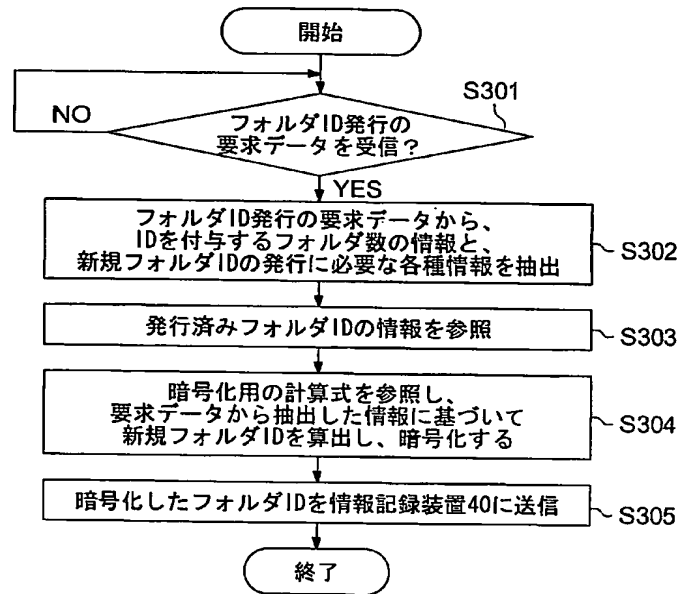 開始
S301
NO
フォルダID発行の
要求データを受信?
YES
フォルダID発行の要求データから、
IDを付与するフォルダ数の情報と、
新規フォルダIDの発行に必要な各種情報を抽出
S302
発行済みフォルダIDの情報を参照
S303
暗号化用の計算式を参照し、
要求データから抽出した情報に基づいて
新規フォルダIDを算出し、暗号化する
S304
暗号化したフォルダIDを情報記録装置40に送信
S305
終了